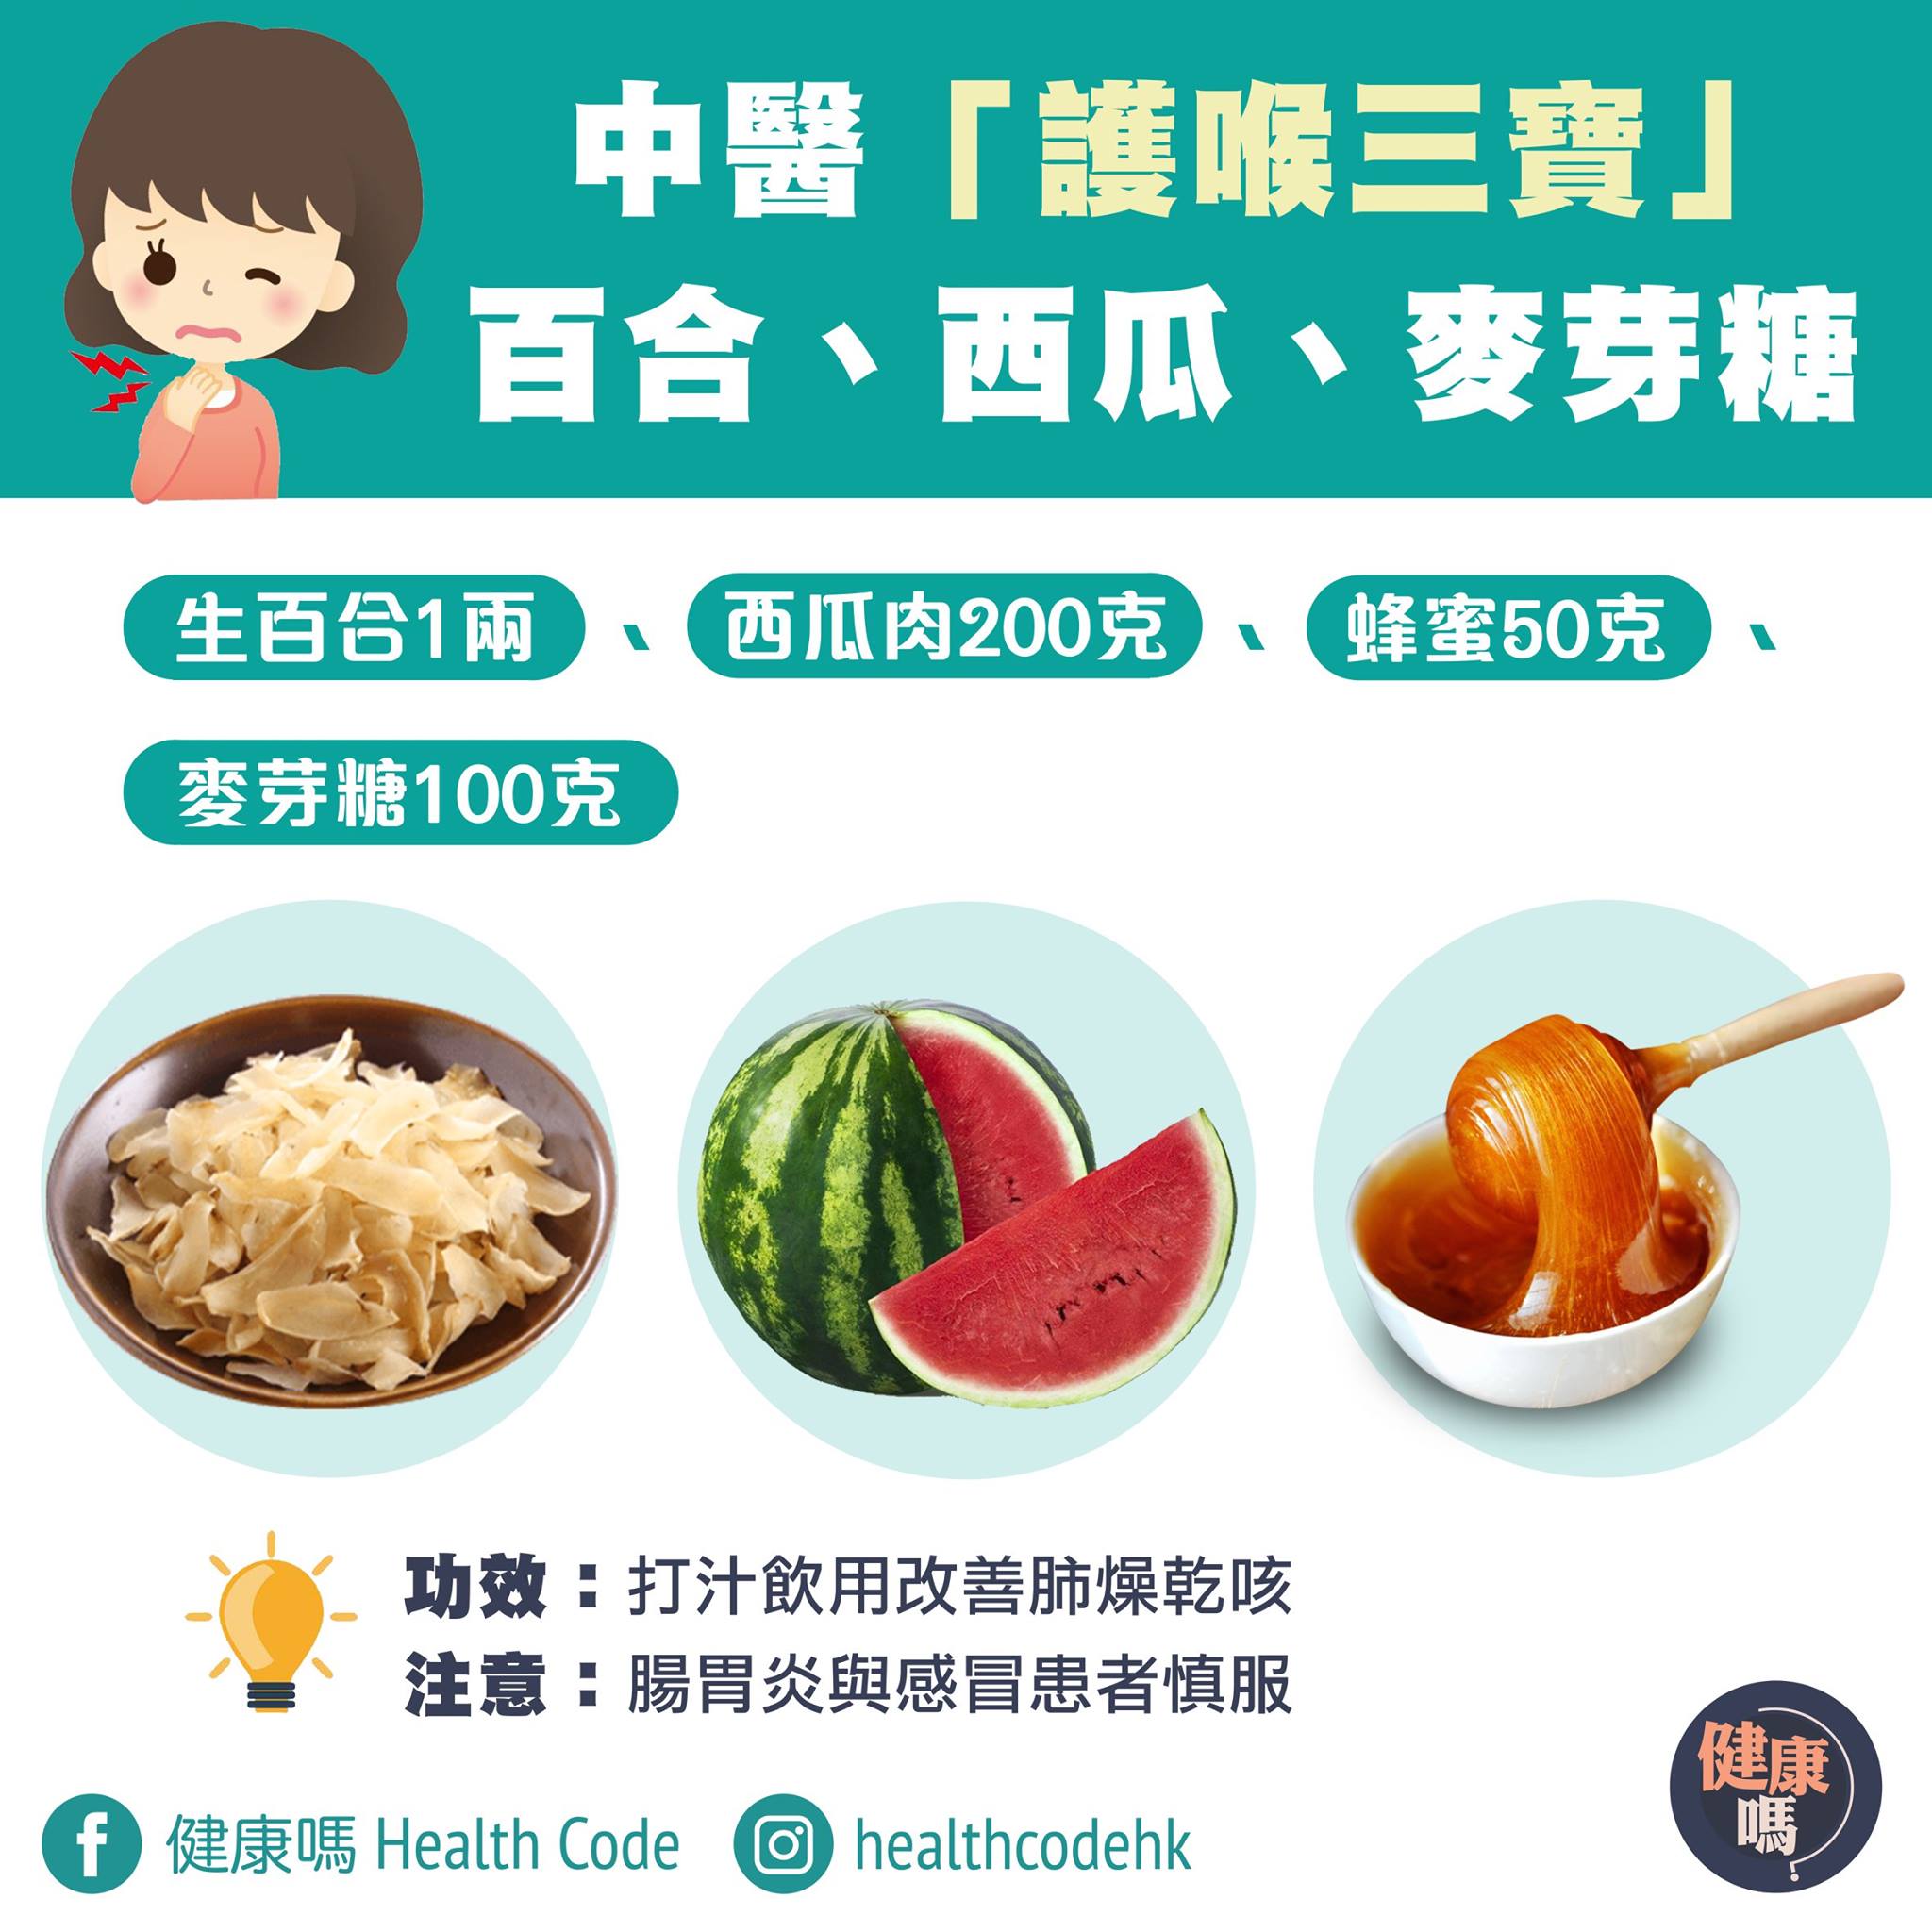 中醫「護喉三寶」
百合、西瓜、麥芽糖
生百合1兩、西瓜肉200克、蜂蜜50克、
麥芽糖100克
功效：打汁飲用改善肺燥乾咳
注意：腸胃炎與感冒患者慎服
健康嗎 Health Code healthcodehk
健康
嗎